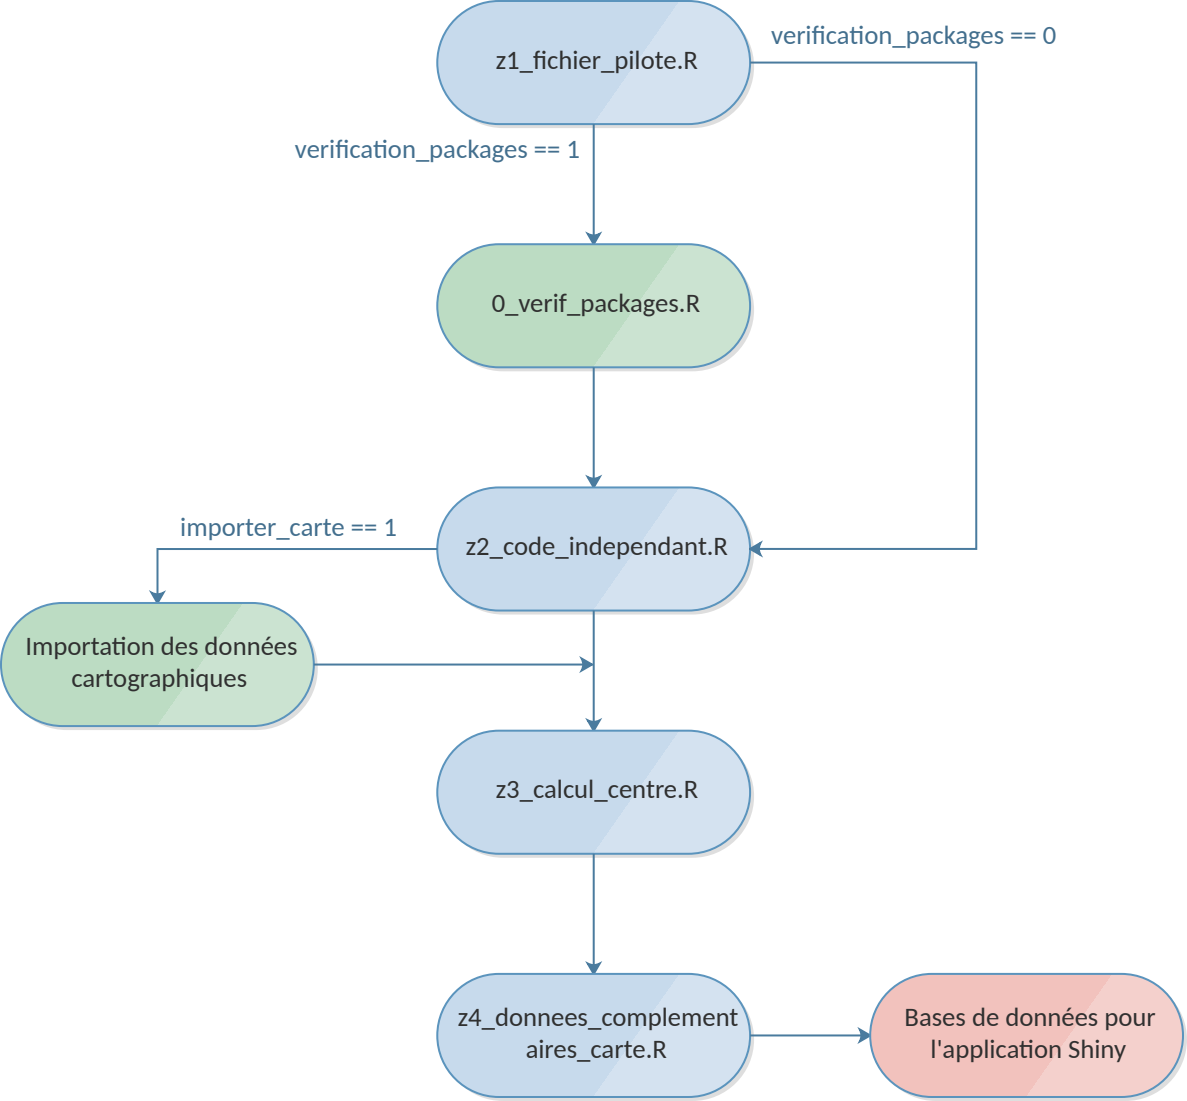 z1_fichier_pilote.R
verification_packages == 0
verification_packages == 1
0_verif_packages.R
importer_carte == 1
z2_code_independant.R
Importation des données
cartographiques
z3_calcul_centre.R
z4_donnees_complement
aires_carte.R
Bases de données pour
l'application Shiny